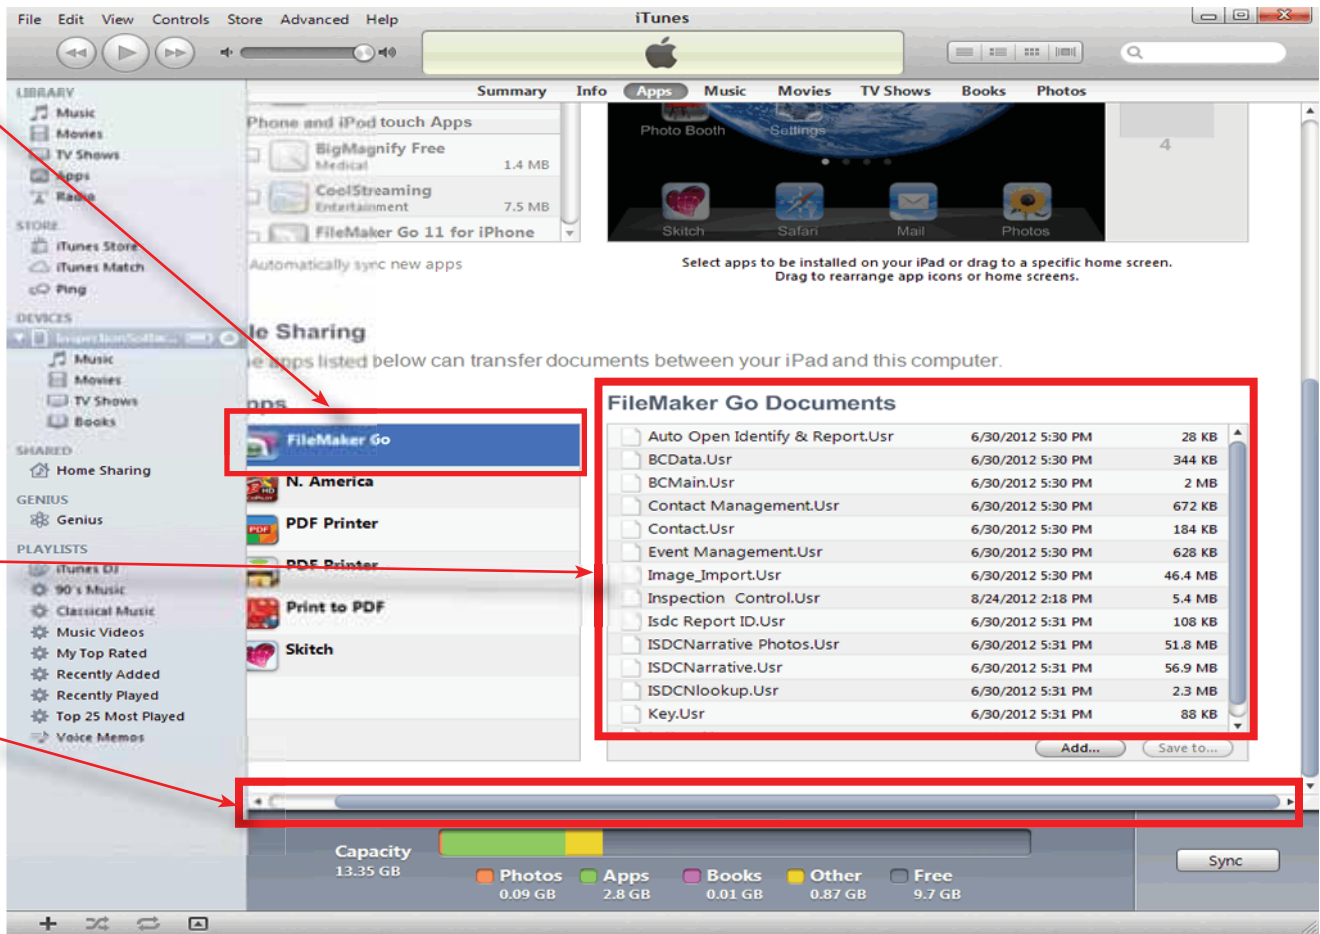 File Edit View Controls Store Advanced Help
iTunes
LIBRARY
Music
Movies
TV Shows
Apps
Radio
STORE
iTunes Store
iTunes Match
Ping
DEVICES
Music
Movies
TV Shows
Books
SHARED
Home Sharing
GENIUS
Genius
PLAYLISTS
iTunes DJ
90's Music
Classical Music
Music Videos
My Top Rated
Recently Added
Recently Played
Top 25 Most Played
Voice Memos
Summary Info Apps Music Movies TV Shows Books Photos
Phone and iPod touch Apps
BigMagnify Free
Medical 1.4 MB
CoolStreaming
Entertainment 7.5 MB
FileMaker Go 11 for iPhone
Automatically sync new apps
Photo Booth Settings
Skitch Safari Mail Photos
4
Select apps to be installed on your iPad or drag to a specific home screen.
Drag to rearrange app icons or home screens.
le Sharing
e apps listed below can transfer documents between your iPad and this computer.
pps
FileMaker Go
N. America
PDF Printer
PDF Printer
Print to PDF
Skitch
FileMaker Go Documents
Auto Open Identify & Report.Usr 6/30/2012 5:30 PM 28 KB
BCData.Usr 6/30/2012 5:30 PM 344 KB
BCMain.Usr 6/30/2012 5:30 PM 2 MB
Contact Management.Usr 6/30/2012 5:30 PM 672 KB
Contact.Usr 6/30/2012 5:30 PM 184 KB
Event Management.Usr 6/30/2012 5:30 PM 628 KB
Image_Import.Usr 6/30/2012 5:30 PM 46.4 MB
Inspection Control.Usr 8/24/2012 2:18 PM 5.4 MB
Isdc Report ID.Usr 6/30/2012 5:31 PM 108 KB
ISDCNarrative Photos.Usr 6/30/2012 5:31 PM 51.8 MB
ISDCNarrative.Usr 6/30/2012 5:31 PM 56.9 MB
ISDCNlookup.Usr 6/30/2012 5:31 PM 2.3 MB
Key.Usr 6/30/2012 5:31 PM 88 KB
Add... Save to...
Capacity
13.35 GB
Photos Apps Books Other Free
0.09 GB 2.8 GB 0.01 GB 0.87 GB 9.7 GB
Sync